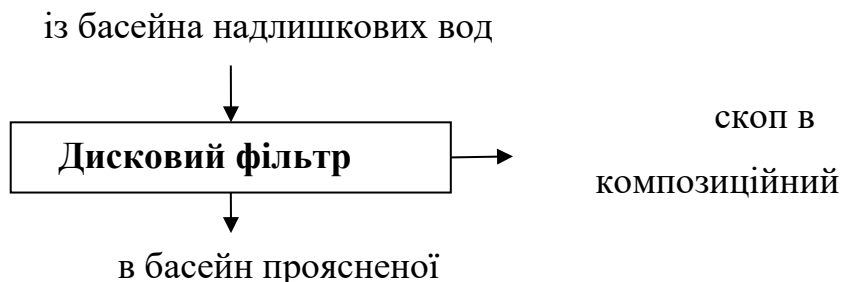 із басейна надлишкових вод
Дисковий фільтр
скоп в
композиційний
в басейн проясненої